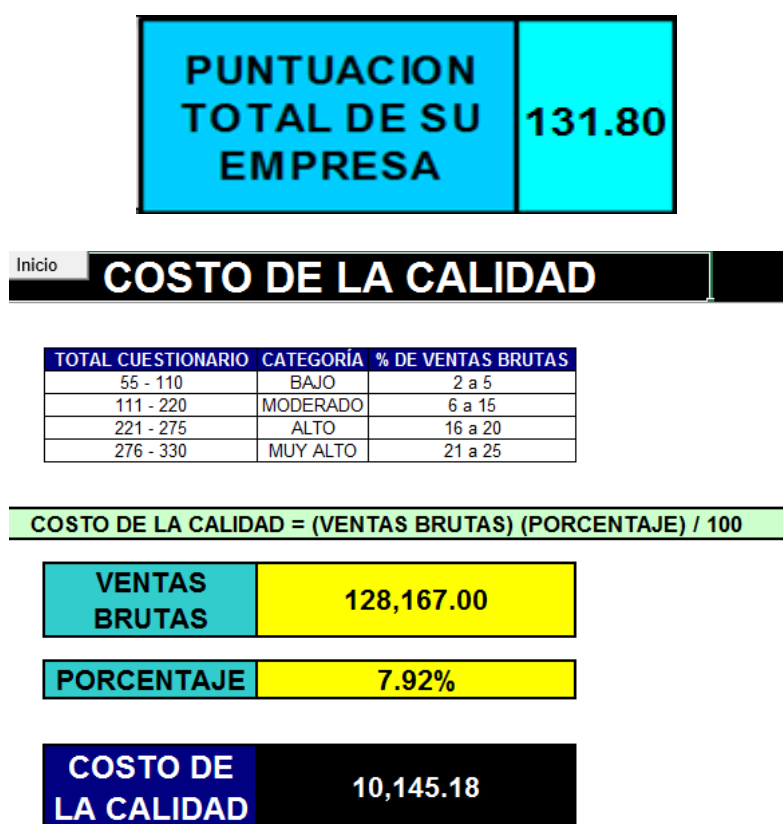 PUNTUACION
TOTAL DE SU
EMPRESA
131.80
Inicio
COSTO DE LA CALIDAD
TOTAL CUESTIONARIO CATEGORÍA % DE VENTAS BRUTAS
55 - 110 BAJO 2 a 5
111 - 220 MODERADO 6 a 15
221 - 275 ALTO 16 a 20
276 - 330 MUY ALTO 21 a 25
COSTO DE LA CALIDAD = (VENTAS BRUTAS) (PORCENTAJE) / 100
VENTAS
BRUTAS
128,167.00
PORCENTAJE 7.92%
COSTO DE
LA CALIDAD
10,145.18